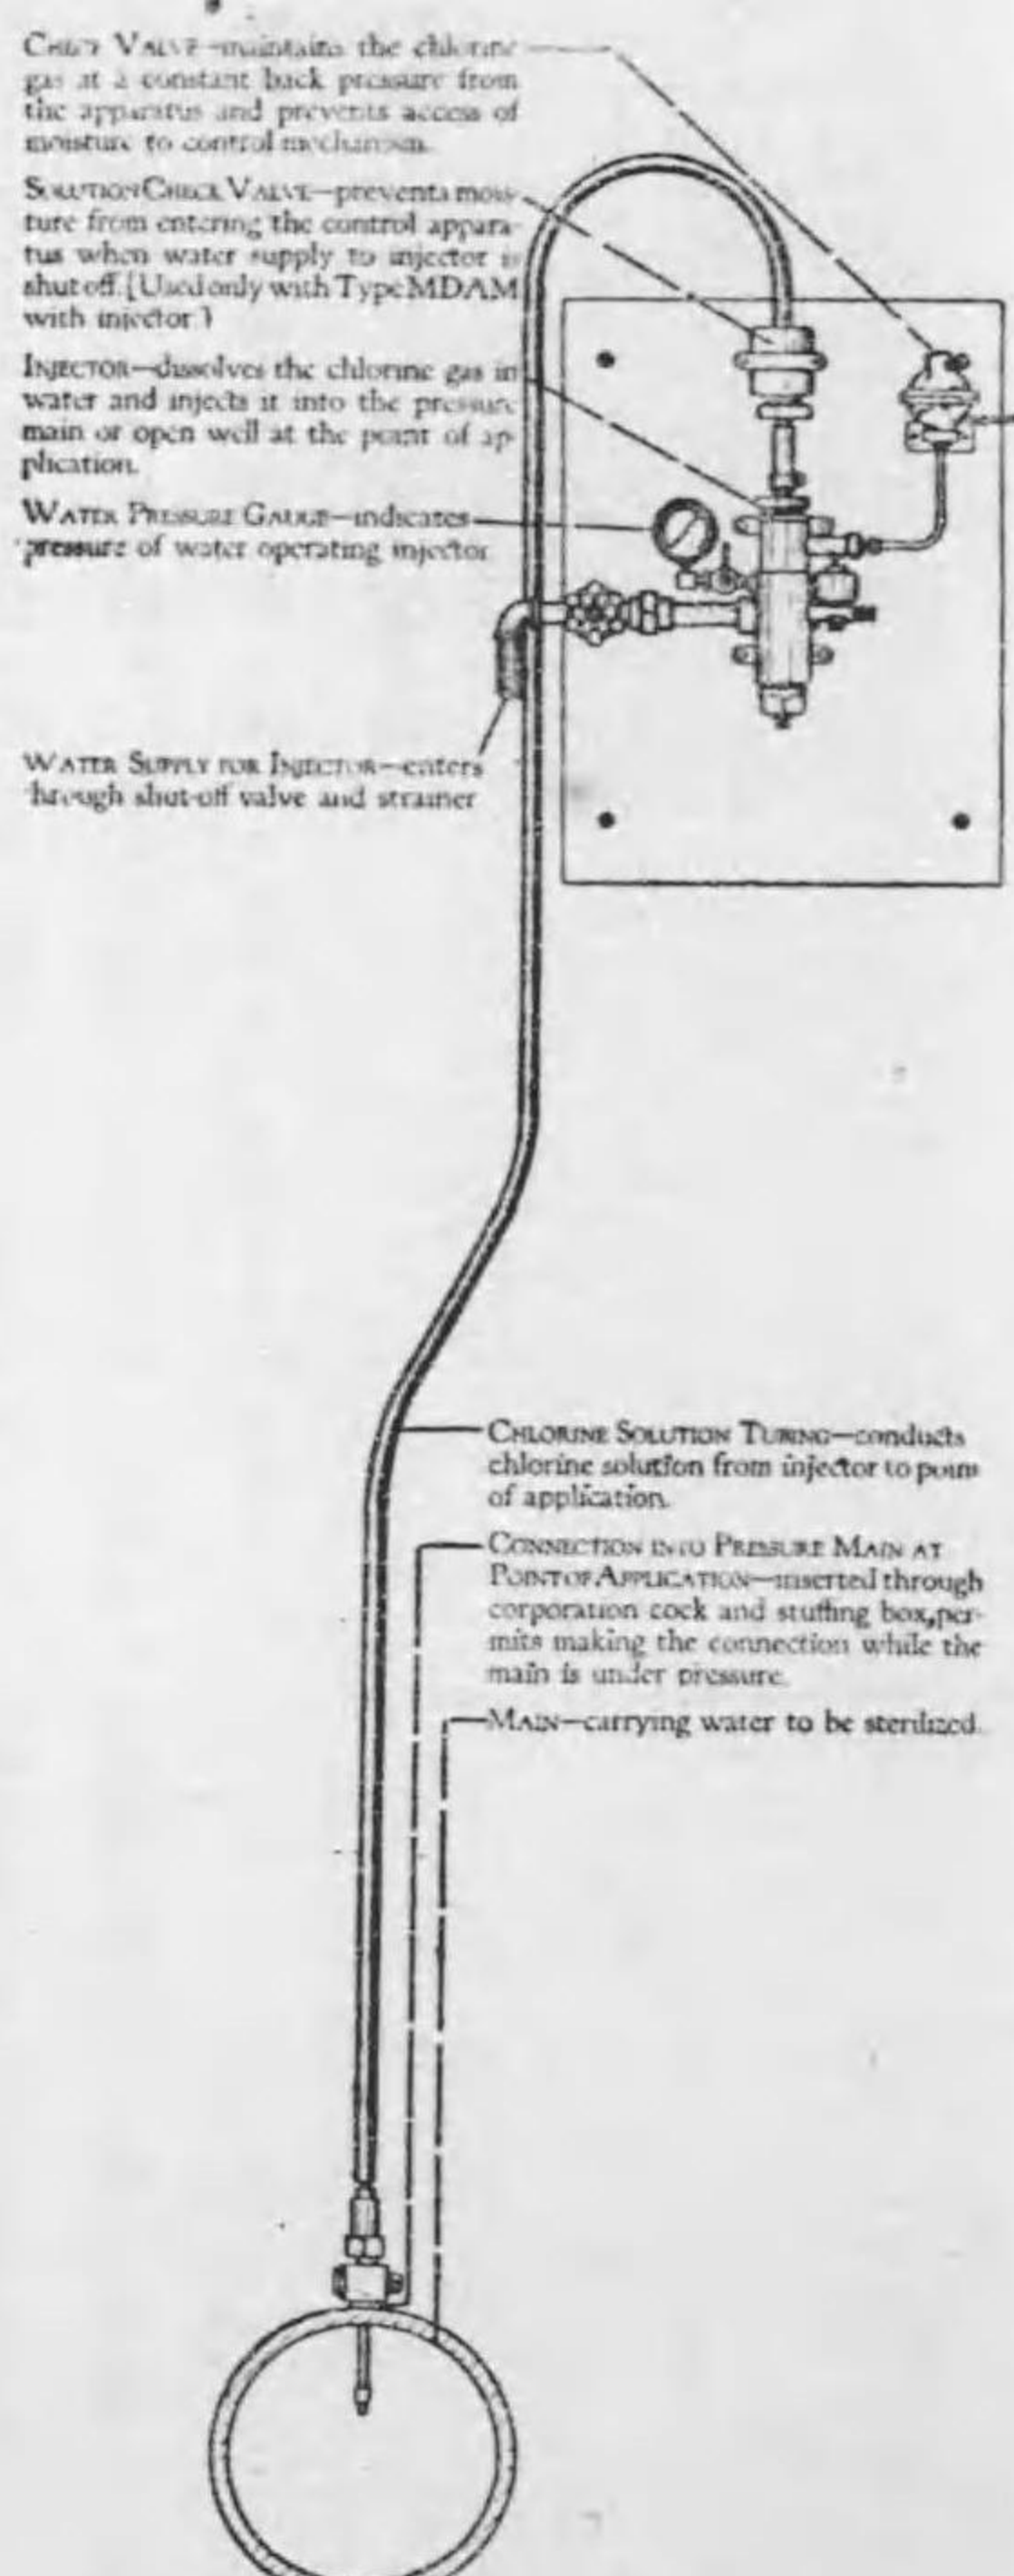 CHECK VALVE—maintains the chlorine
gas at a constant back pressure from
the apparatus and prevents access of
moisture to control mechanism.
SOLUTION CHECK VALVE—prevents mois-
ture from entering the control appara-
tus when water supply to injector is
shut off. [Used only with Type MDAM
with injector.]
INJECTOR—dissolves the chlorine gas in
water and injects it into the pressure
main or open well at the point of ap-
plication.
WATER PRESSURE GAUGE—indicates
pressure of water operating injector
WATER SUPPLY FOR INJECTOR—enters
through shut-off valve and strainer
CHLORINE SOLUTION TUBING—conducts
chlorine solution from injector to point
of application.
CONNECTION INTO PRESSURE MAIN AT
POINT OF APPLICATION—inserted through
corporation cock and stuffing box, per-
mits making the connection while the
main is under pressure.
MAIN—carrying water to be sterilized.